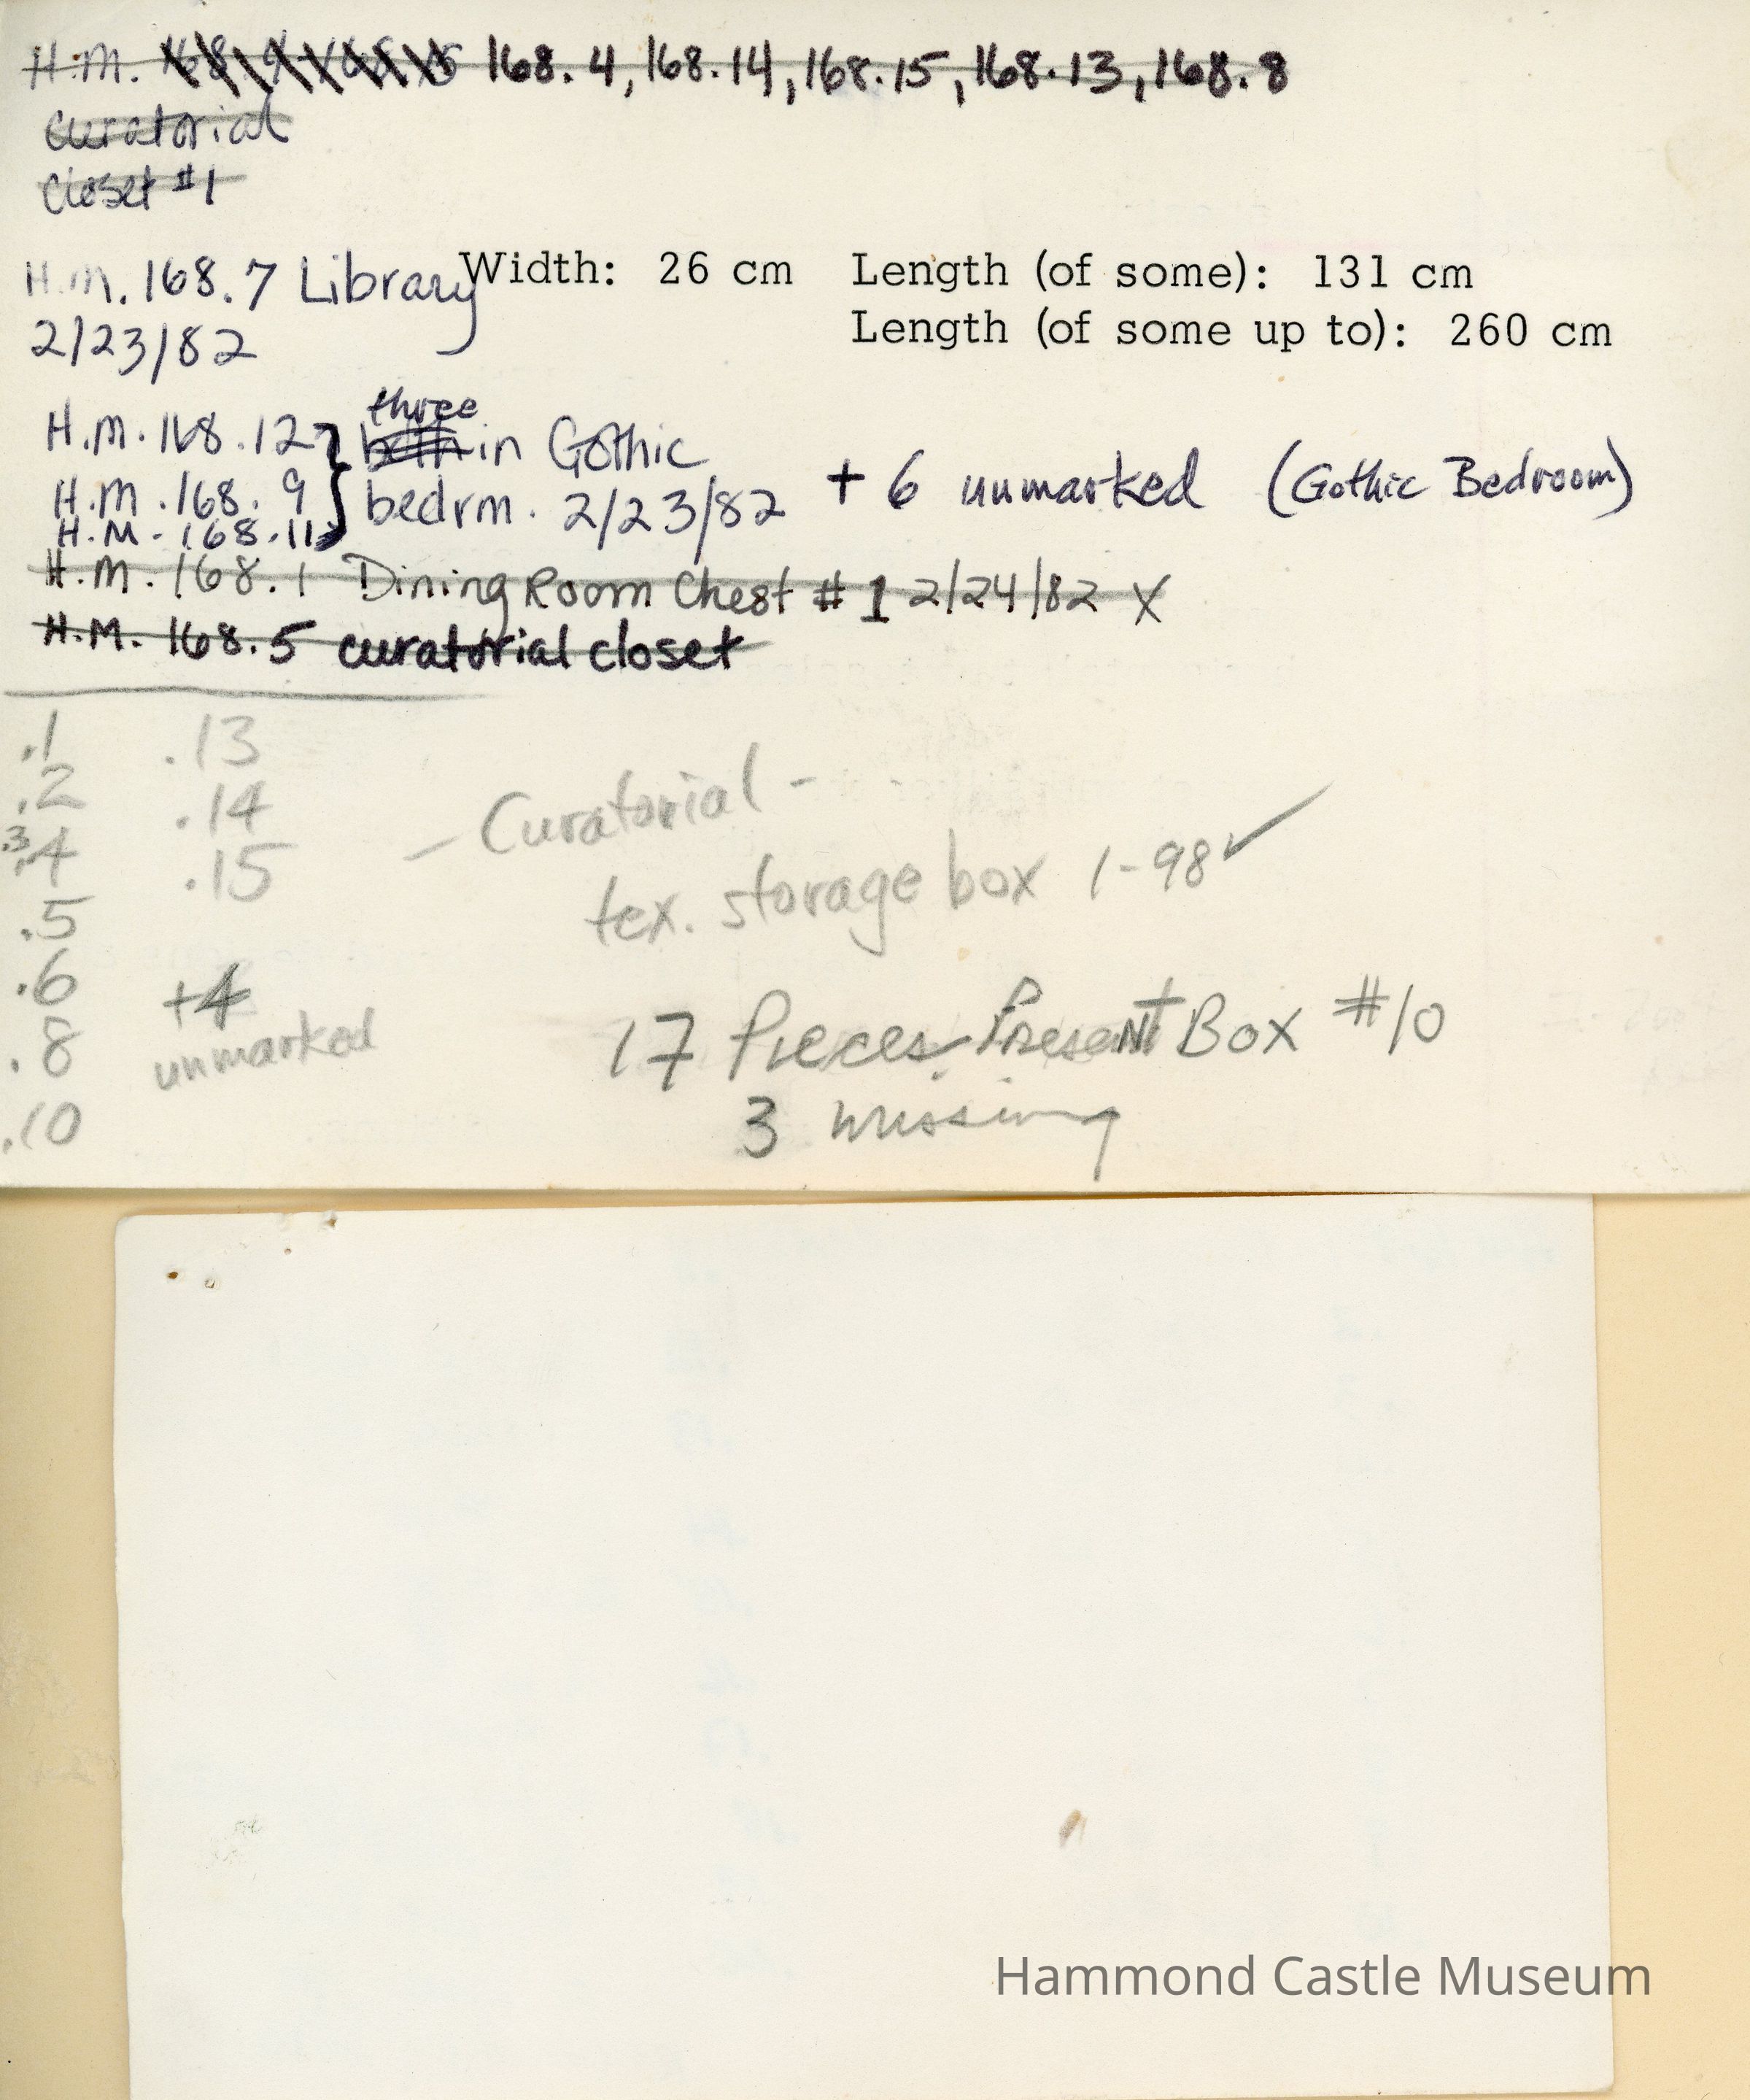 H.M. 168.4, 168.14, 168.15, 168.13, 168.8
curatorial
closet #1
H.M. 168.7 Library
2/23/82
Width: 26 cm Length (of some): 131 cm
Length (of some up to): 260 cm
three
H.M. 168.12 } both in Gothic
H.M. 168.9 } bedrm. 2/23/82 + 6 unmarked (Gothic Bedroom)
H.M. 168.11
H.M. 168.1 Dining Room Chest #1 2/24/82 X
H.M. 168.5 curatorial closet
.1 .13
.2 .14
.3
.4 .15
.5
.6
.8
.10
+4
unmarked
- Curatorial -
tex. storage box 1-98 ✓
17 Pieces Present Box #10
3 missing
Hammond Castle Museum